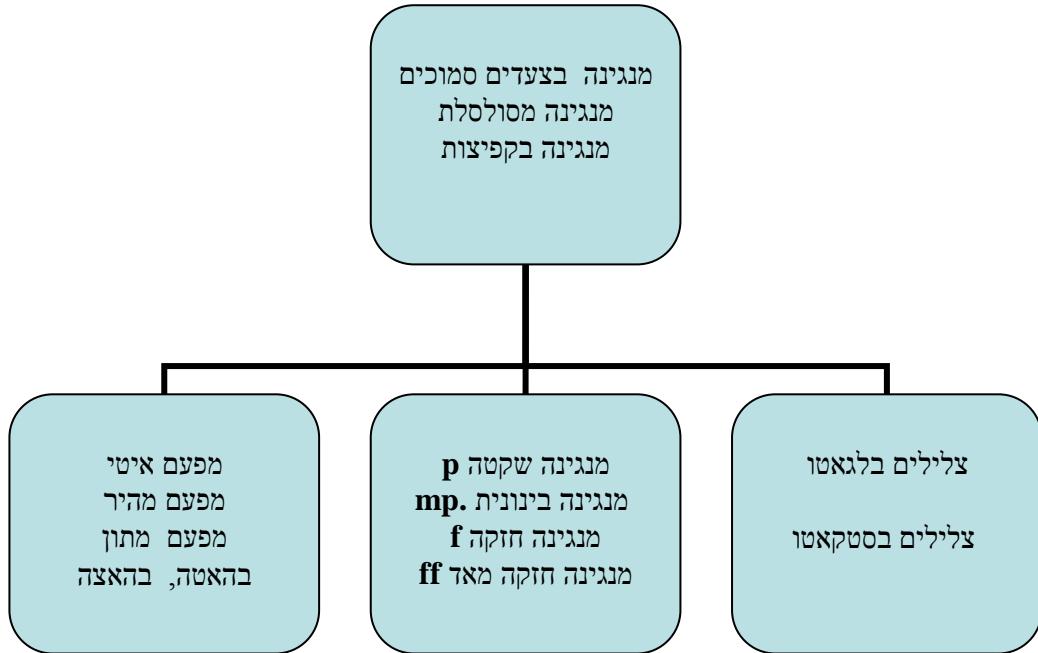 מנגינה בצעדים סמוכים
מנגינה מסולסלת
מנגינה בקפיצות
צלילים בלגאטו
צלילים בסטקאטו
מנגינה שקטה p
מנגינה בינונית mp.
מנגינה חזקה f
מנגינה חזקה מאד ff
מפעם איטי
מפעם מהיר
מפעם מתון
בהאטה, בהאצה